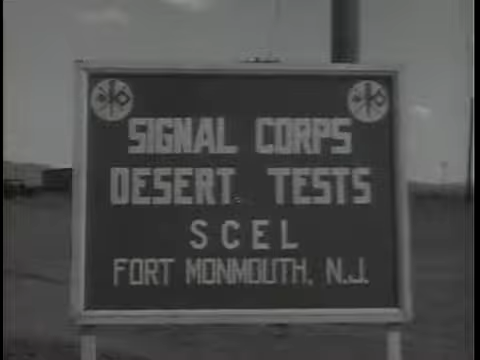 SIGNAL CORPS
DESERT TESTS
SCEL
FORT MONMOUTH, N.J.